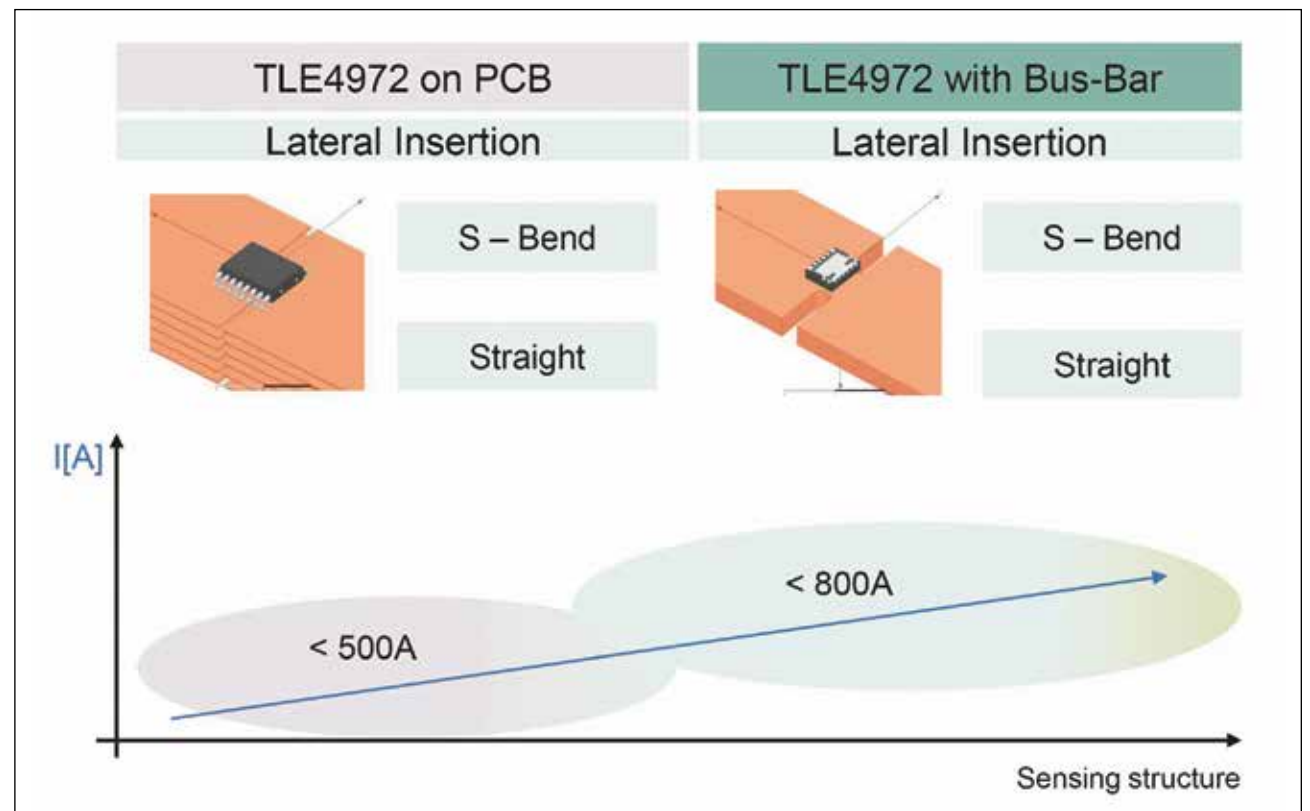 TLE4972 on PCB
TLE4972 with Bus-Bar
Lateral Insertion
Lateral Insertion
S – Bend
S – Bend
Straight
Straight
I[A]
< 800A
< 500A
Sensing structure